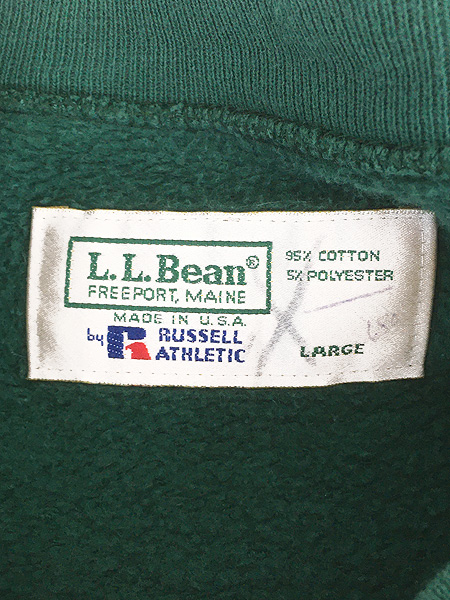 L.L.Bean®
FREEPORT, MAINE
MADE IN U.S.A.
by RUSSELL
ATHLETIC
95% COTTON
5% POLYESTER
LARGE